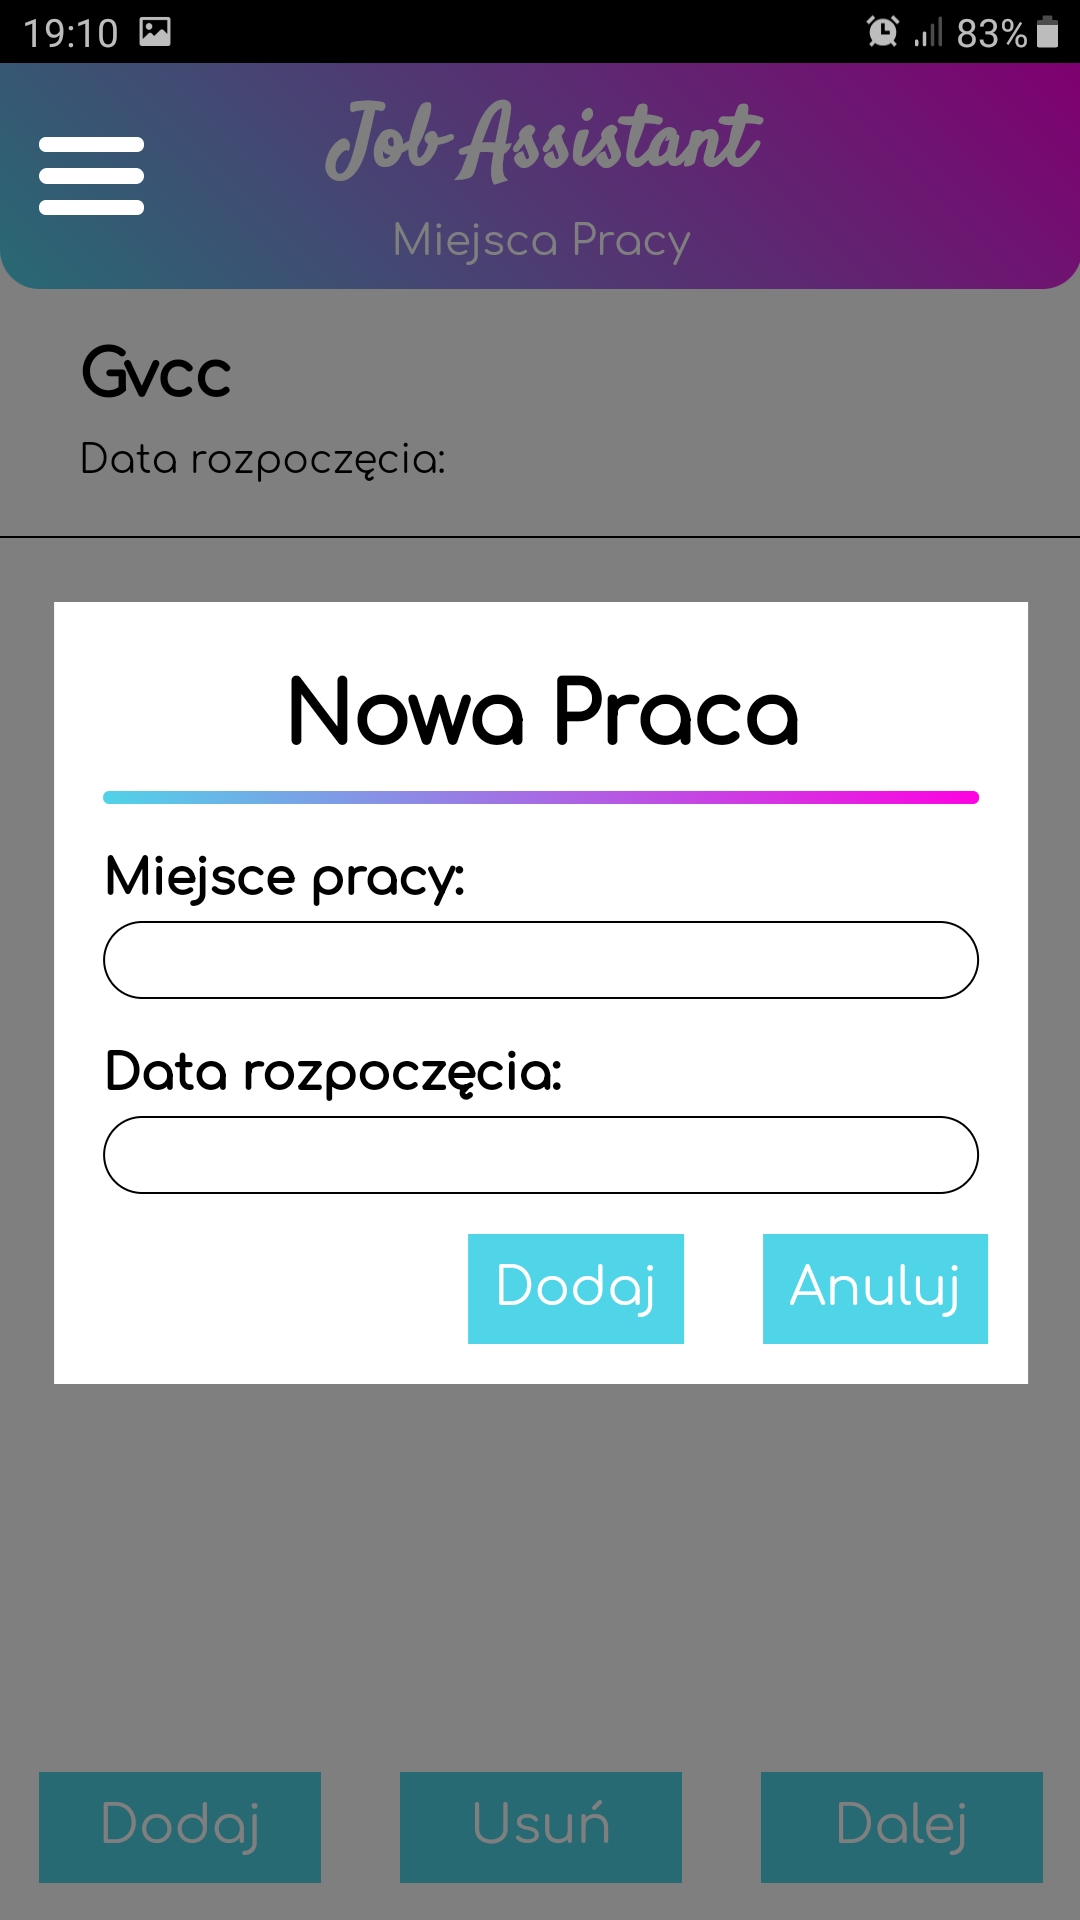 19:10 83%
Job Assistant
Miejsca Pracy
Gvcc
Data rozpoczęcia:
Nowa Praca
Miejsce pracy:
Data rozpoczęcia:
Dodaj Anuluj
Dodaj Usuń Dalej